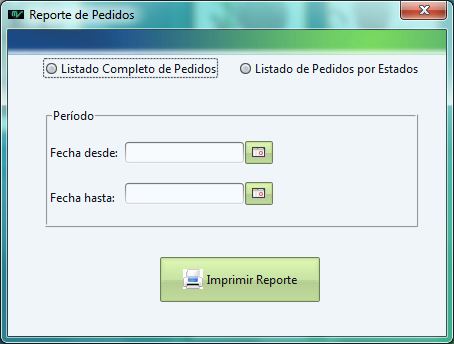 Reporte de Pedidos
Listado Completo de Pedidos
Listado de Pedidos por Estados
Período
Fecha desde:
Fecha hasta:
Imprimir Reporte